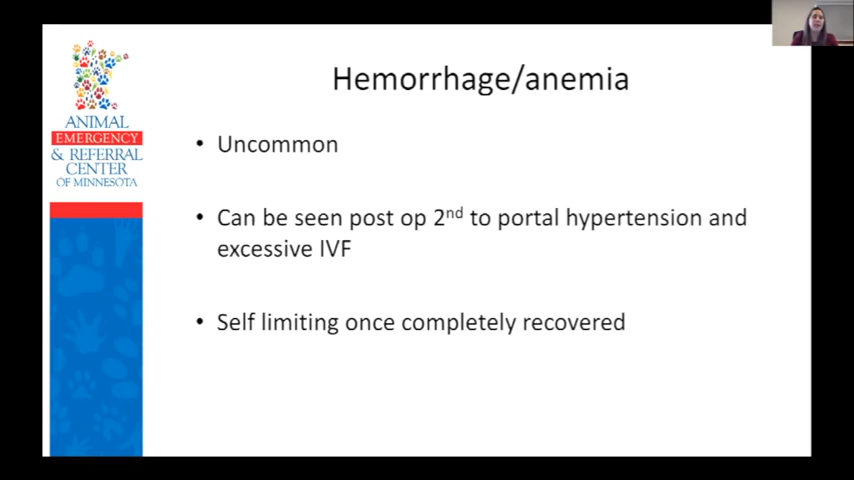 Hemorrhage/anemia
ANIMAL
EMERGENCY
& REFERRAL
CENTER
OF MINNESOTA
• Uncommon
• Can be seen post op 2nd to portal hypertension and
excessive IVF
• Self limiting once completely recovered